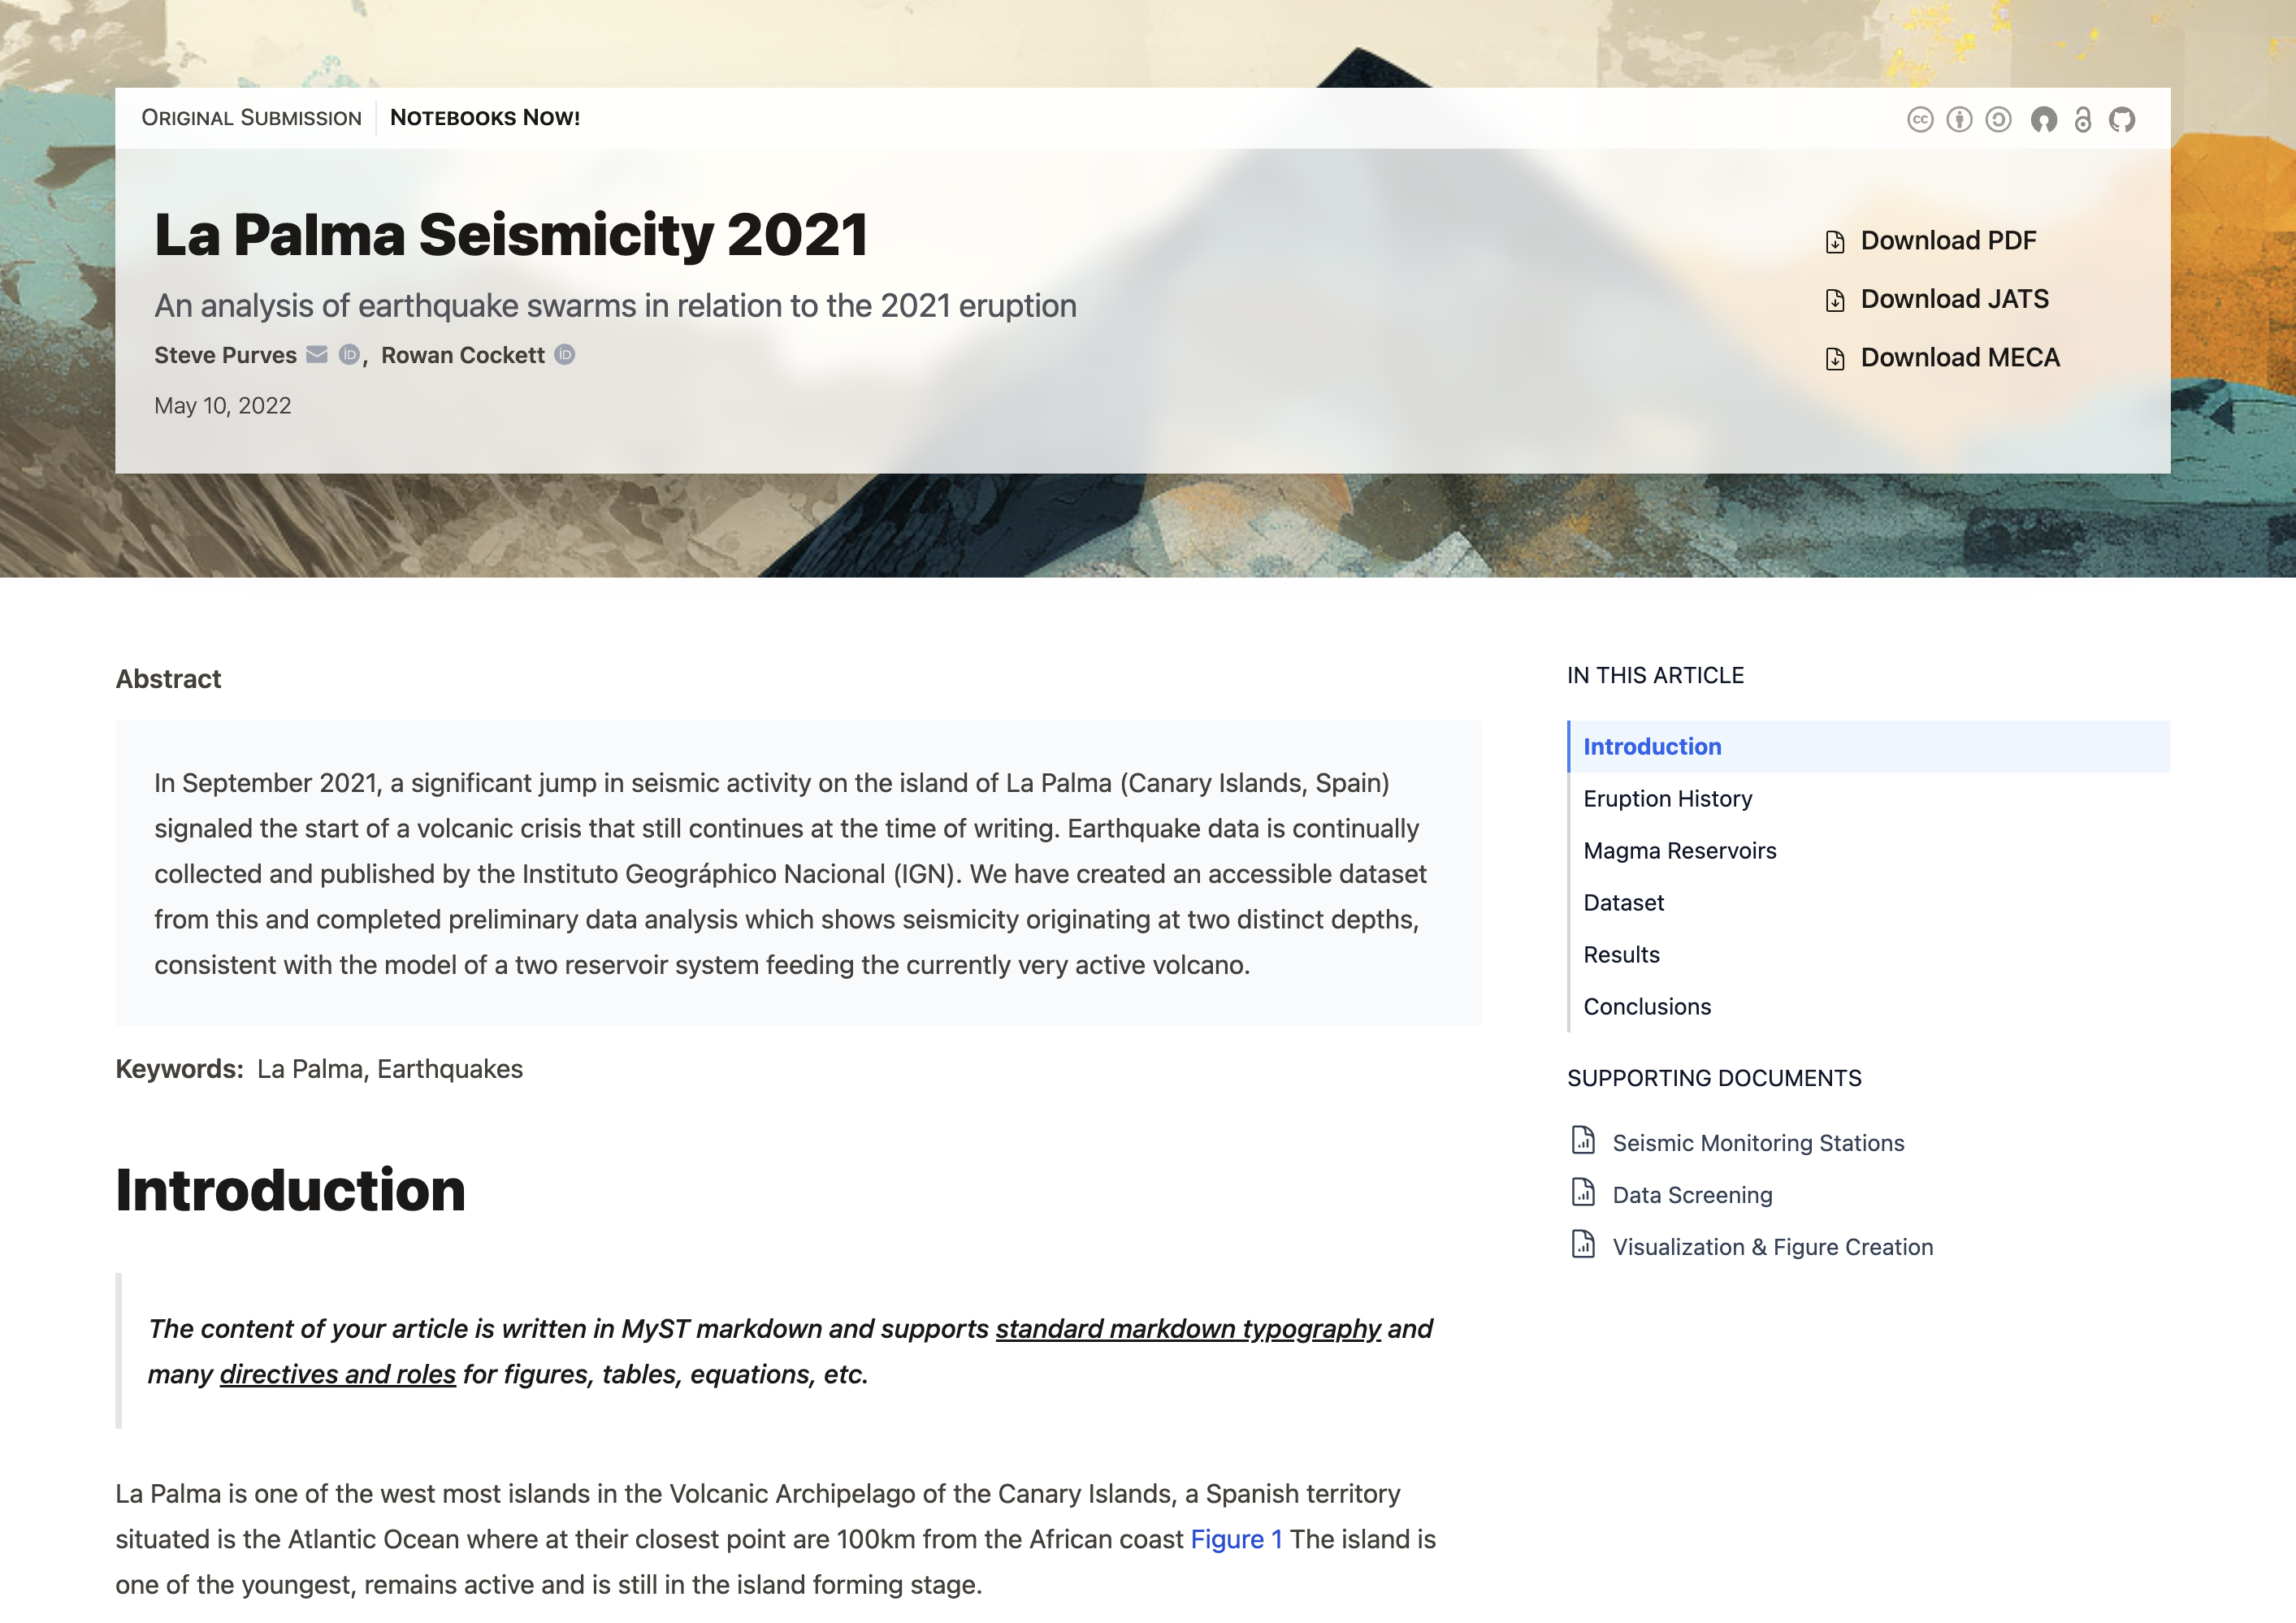 ORIGINAL SUBMISSION
NOTEBOOKS NOW!
La Palma Seismicity 2021
An analysis of earthquake swarms in relation to the 2021 eruption
Steve Purves iD, Rowan Cockett iD
May 10, 2022
cc
Download PDF
Download JATS
Download MECA
Abstract
In September 2021, a significant jump in seismic activity on the island of La Palma (Canary Islands, Spain)
signaled the start of a volcanic crisis that still continues at the time of writing. Earthquake data is continually
collected and published by the Instituto Geográphico Nacional (IGN). We have created an accessible dataset
from this and completed preliminary data analysis which shows seismicity originating at two distinct depths,
consistent with the model of a two reservoir system feeding the currently very active volcano.
Keywords: La Palma, Earthquakes
Introduction
The content of your article is written in MyST markdown and supports standard markdown typography and
many directives and roles for figures, tables, equations, etc.
La Palma is one of the west most islands in the Volcanic Archipelago of the Canary Islands, a Spanish territory
situated is the Atlantic Ocean where at their closest point are 100km from the African coast Figure 1 The island is
one of the youngest, remains active and is still in the island forming stage.
IN THIS ARTICLE
Introduction
Eruption History
Magma Reservoirs
Dataset
Results
Conclusions
SUPPORTING DOCUMENTS
Seismic Monitoring Stations
Data Screening
Visualization & Figure Creation